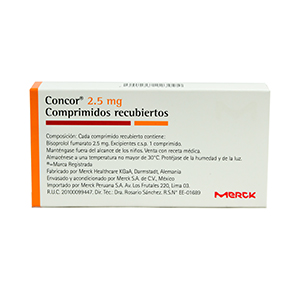 Concor® 2.5 mg
Comprimidos recubiertos
Composición: Cada comprimido recubierto contiene:
Bisoprolol fumarato 2.5 mg. Excipientes c.s.p. 1 comprimido.
Manténgase fuera del alcance de los niños. Venta con receta médica.
Almacénese a una temperatura no mayor de 30°C. Protéjase de la humedad y de la luz.
®=Marca Registrada
Fabricado por Merck Healthcare KGaA, Darmstadt, Alemania
Envasado y acondicionado por Merck S.A. de C.V., México
Importado por Merck Peruana S.A. Av. Los Frutales 220, Lima 03.
R.U.C. 20100099447. Dir. Téc.: Dra. Rosario Sánchez. R.S.N° EE-01689
MERCK